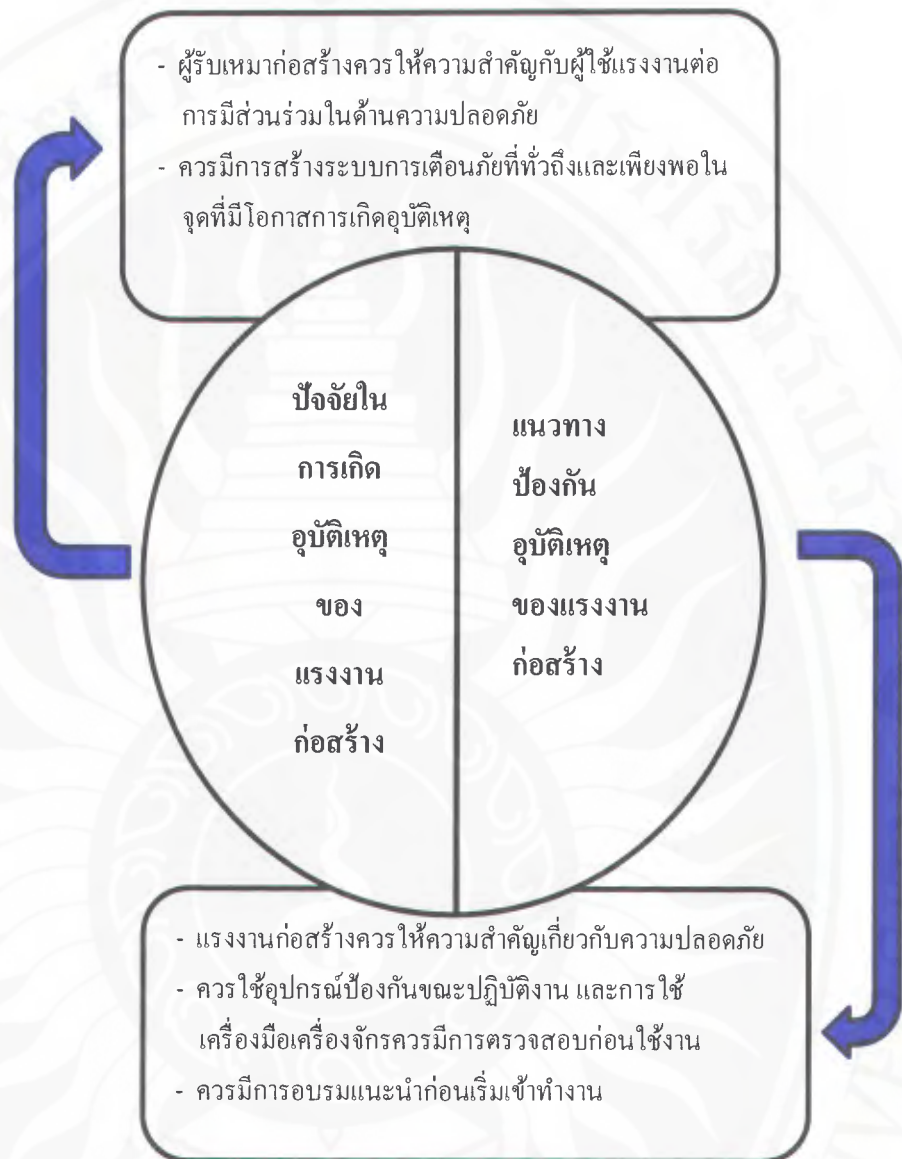 - ผู้รับเหมาก่อสร้างควรให้ความสำคัญกับผู้ใช้แรงงานต่อ
การมีส่วนร่วมในด้านความปลอดภัย
- ควรมีการสร้างระบบการเตือนภัยที่ทั่วถึงและเพียงพอใน
จุดที่มีโอกาสการเกิดอุบัติเหตุ
ปัจจัยใน
การเกิด
อุบัติเหตุ
ของ
แรงงาน
ก่อสร้าง
แนวทาง
ป้องกัน
อุบัติเหตุ
ของแรงงาน
ก่อสร้าง
- แรงงานก่อสร้างควรให้ความสำคัญเกี่ยวกับความปลอดภัย
- ควรใช้อุปกรณ์ป้องกันขณะปฏิบัติงาน และการใช้
เครื่องมือเครื่องจักรควรมีการตรวจสอบก่อนใช้งาน
- ควรมีการอบรมแนะนำก่อนเริ่มเข้าทำงาน